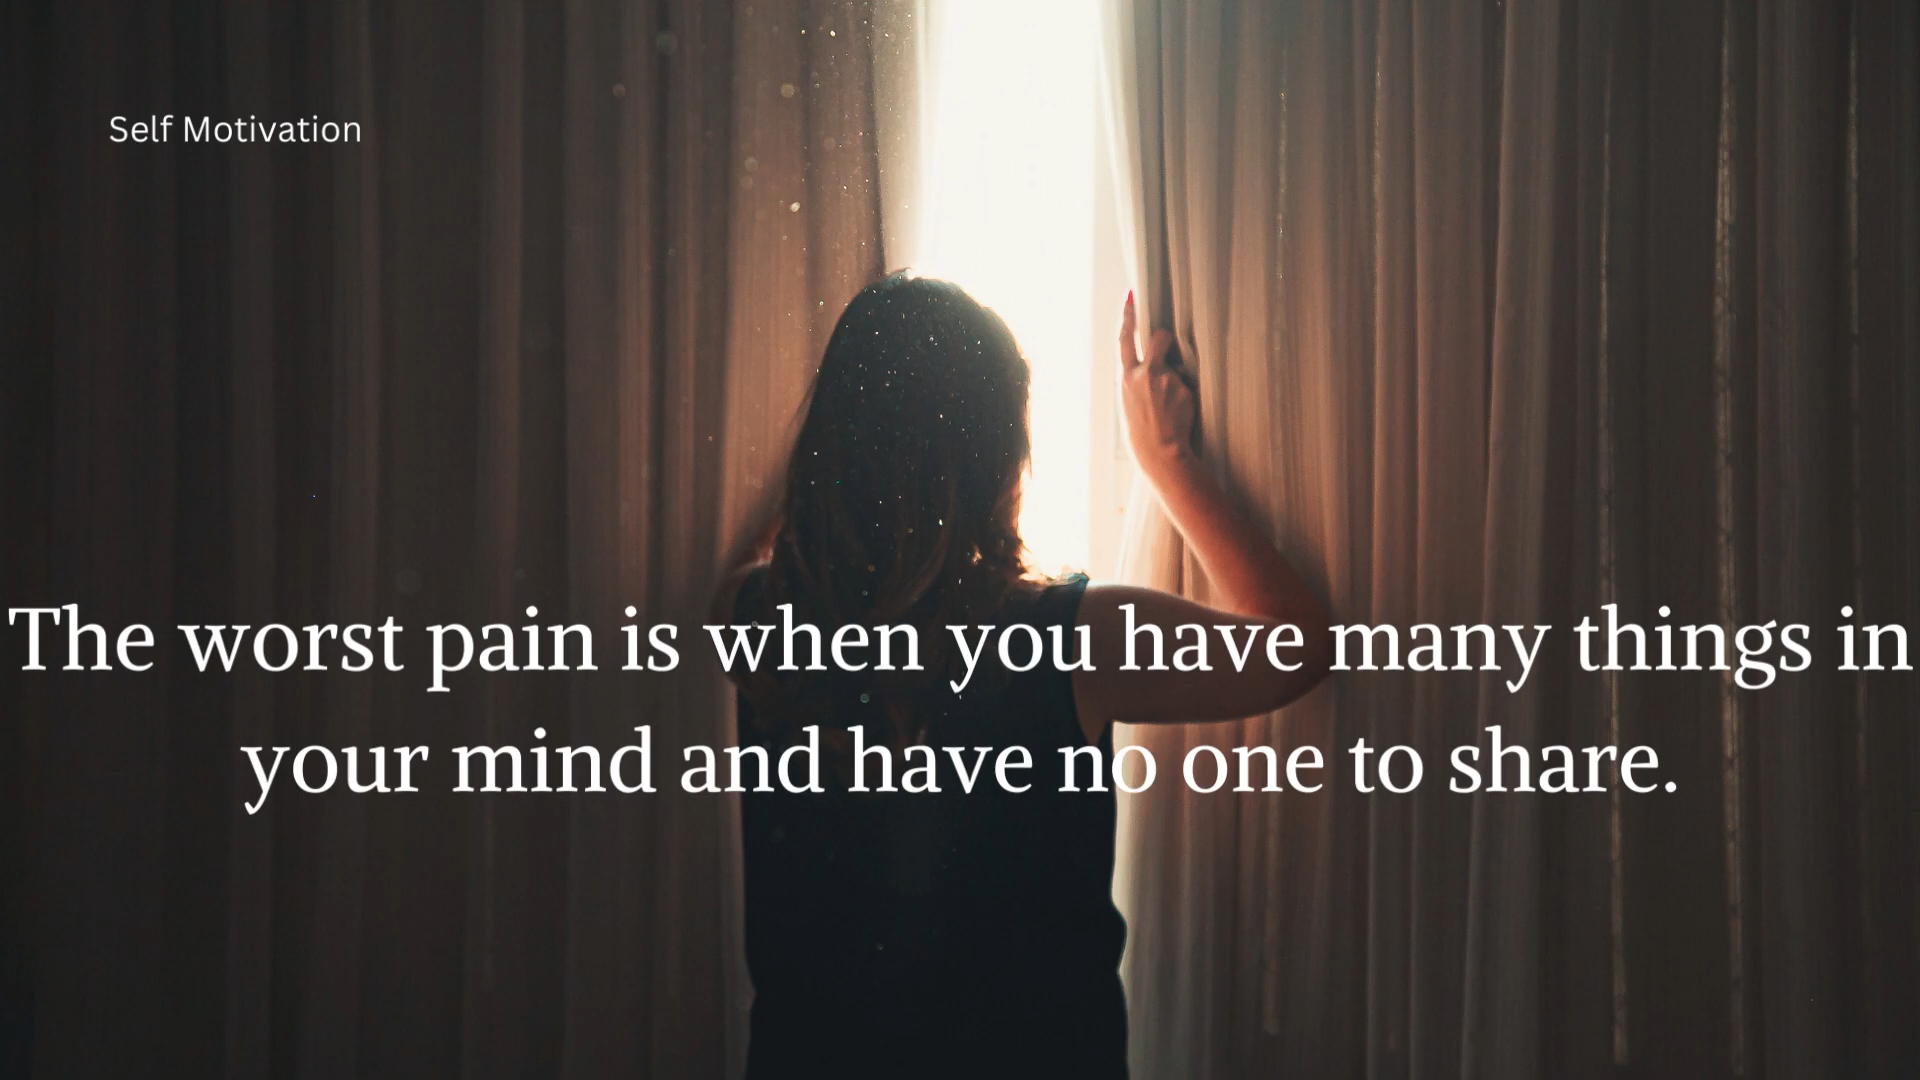 Self Motivation
The worst pain is when you have many things in
your mind and have no one to share.